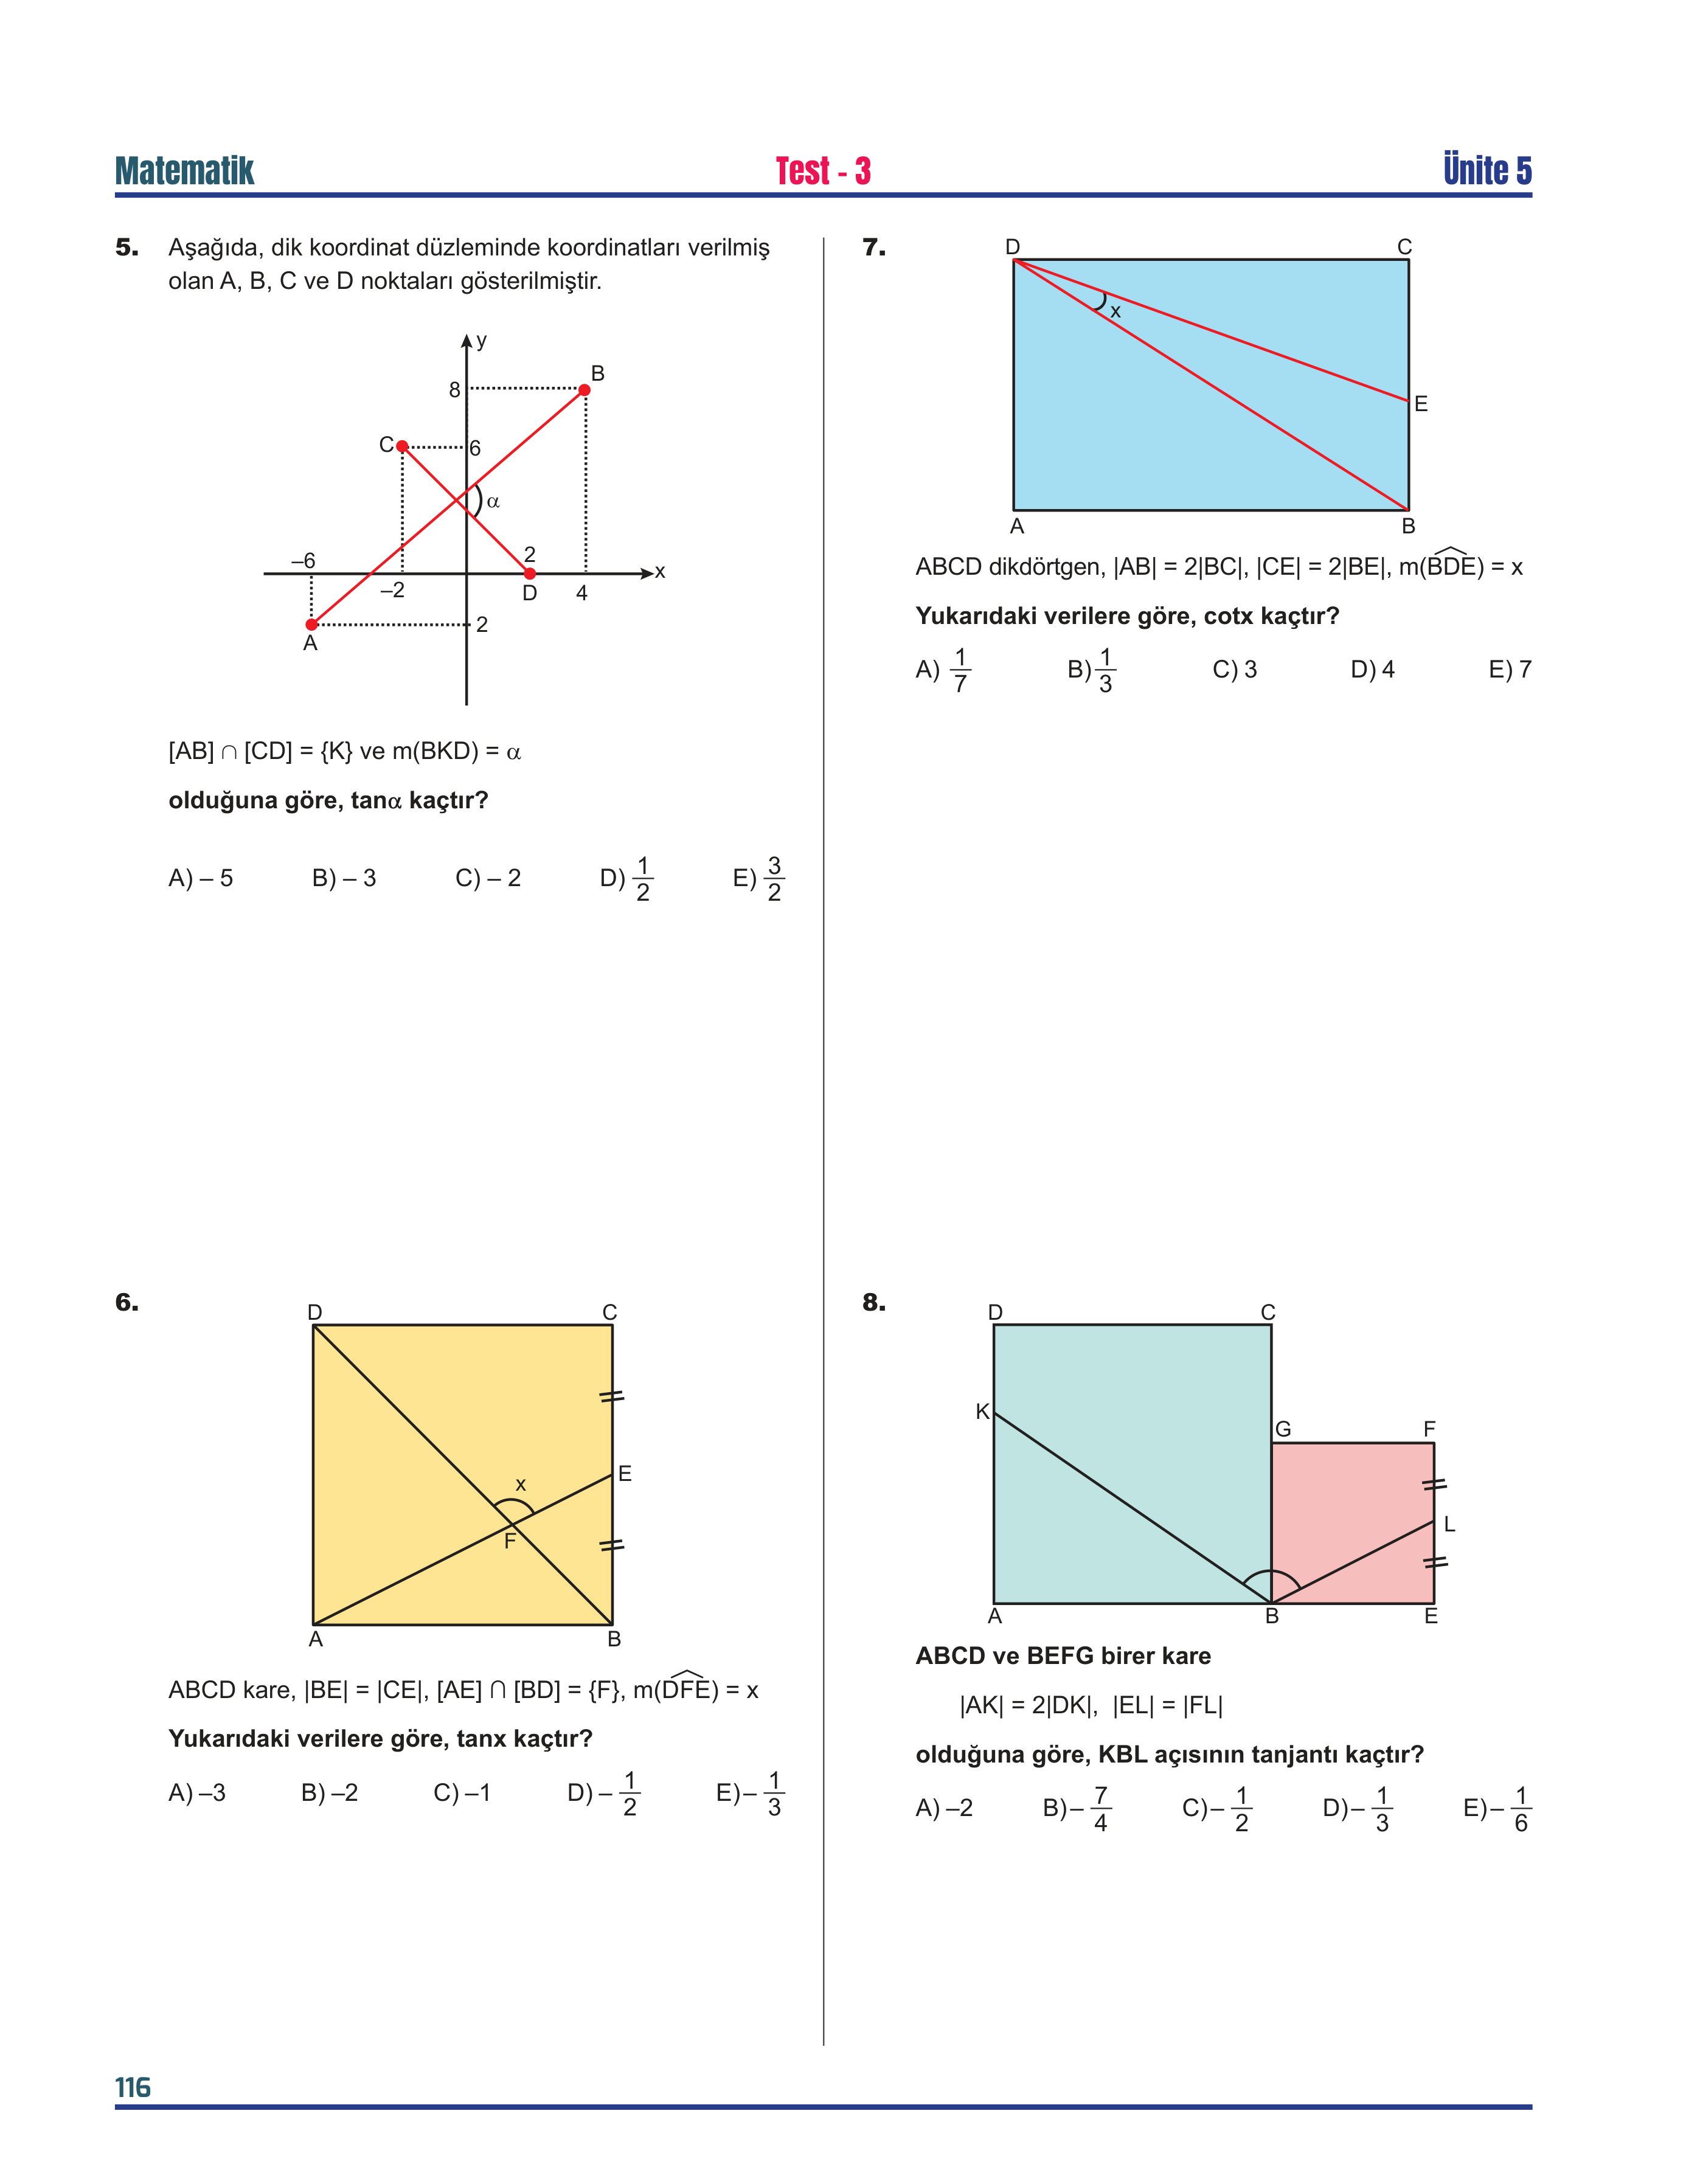 Matematik
Test - 3
Ünite 5
5. Aşağıda, dik koordinat düzleminde koordinatları verilmiş
olan A, B, C ve D noktaları gösterilmiştir.
y
B
8
C
6
α
–6
2
x
–2
D
4
2
A
[AB] ∩ [CD] = {K} ve m(BKD) = α
olduğuna göre, tanα kaçtır?
A) – 5 B) – 3 C) – 2 D) 1/2 E) 3/2
6.
D C
E
x
F
A B
ABCD kare, |BE| = |CE|, [AE] ∩ [BD] = {F}, m(DFE) = x
Yukarıdaki verilere göre, tanx kaçtır?
A) –3 B) –2 C) –1 D) – 1/2 E) – 1/3
7.
D C
x
E
A B
ABCD dikdörtgen, |AB| = 2|BC|, |CE| = 2|BE|, m(BDE) = x
Yukarıdaki verilere göre, cotx kaçtır?
A) 1/7 B) 1/3 C) 3 D) 4 E) 7
8.
D C
K
G F
L
A B E
ABCD ve BEFG birer kare
|AK| = 2|DK|, |EL| = |FL|
olduğuna göre, KBL açısının tanjantı kaçtır?
A) –2 B) – 7/4 C) – 1/2 D) – 1/3 E) – 1/6
116